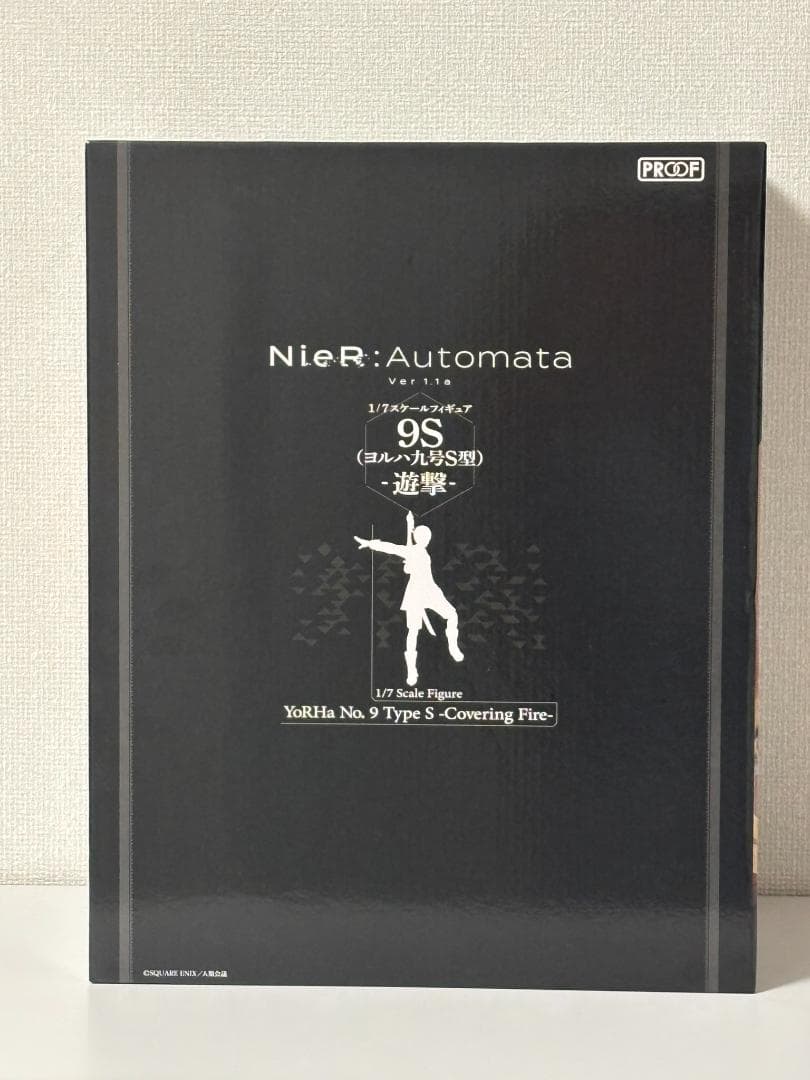 PROOF
NieR:Automata
Ver 1.1a
1/7スケールフィギュア
9S
(ヨルハ九号S型)
-遊撃-
1/7 Scale Figure
YoRHa No. 9 Type S -Covering Fire-
©SQUARE ENIX/人類会議